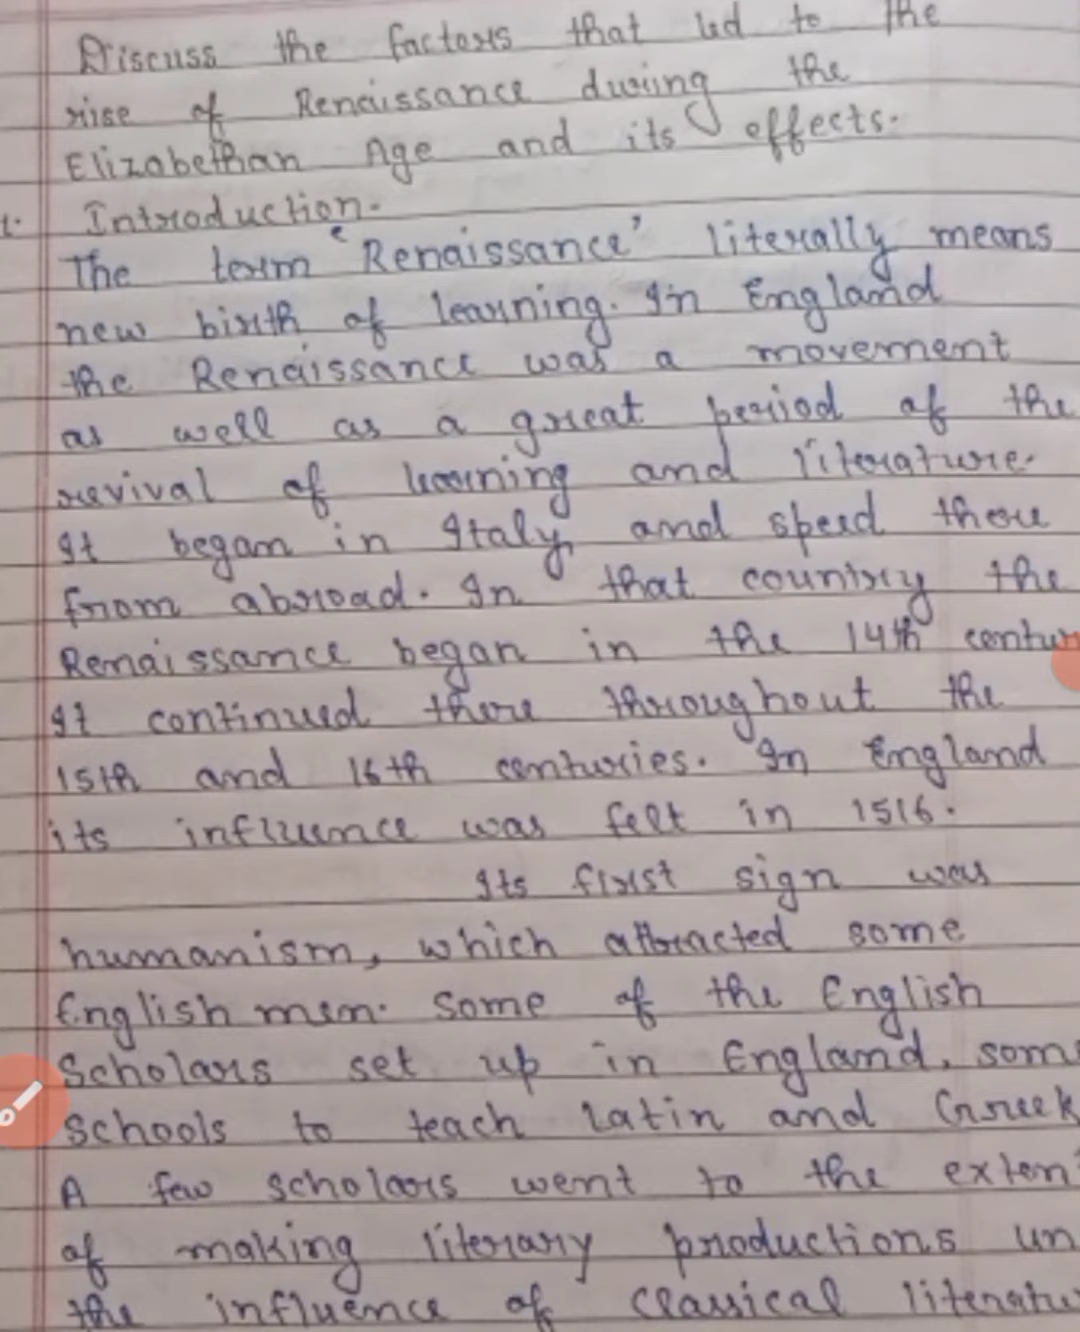 Discuss the factors that led to the
rise of Renaissance during the
Elizabethan Age and its effects.
1. Introduction.
The term 'Renaissance' literally means
new birth of learning. In England
the Renaissance was a movement
as well as a great period of the
revival of learning and literature.
It began in Italy and there
from abroad. In that country the
Renaissance began in the 14th centur
It continued there throughout the
15th and 16th centuries. In England
its influence was felt in 1516.
Its first sign was
humanism, which attracted some
English men. Some of the English
Scholars set up in England, som
schools to teach Latin and Greek
A few scholars went to the extent
of making literary productions un
the influence of classical literatu